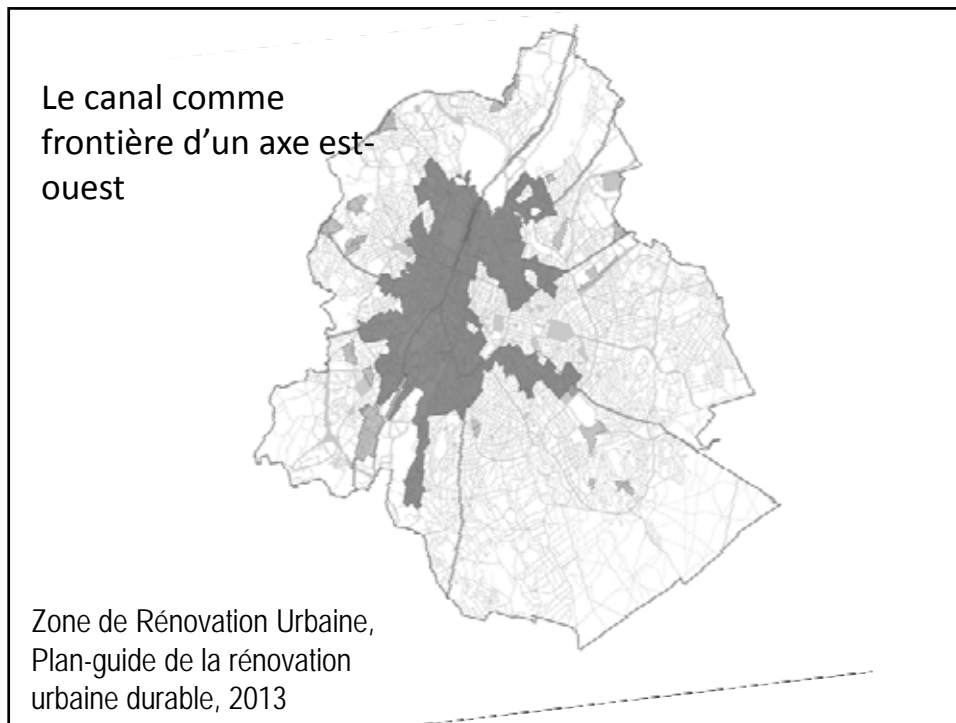 Le canal comme
frontière d’un axe est-
ouest
Zone de Rénovation Urbaine,
Plan-guide de la rénovation
urbaine durable, 2013